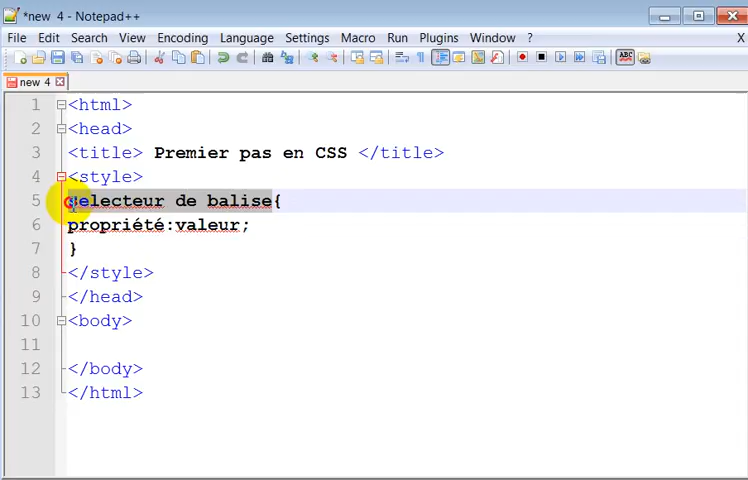 *new 4 - Notepad++
File Edit Search View Encoding Language Settings Macro Run Plugins Window ? X
ABC
new 4
1 <html>
2 <head>
3 <title> Premier pas en CSS </title>
4 <style>
5 selecteur de balise{
6 propriété:valeur;
7 }
8 </style>
9 </head>
10 <body>
11
12 </body>
13 </html>